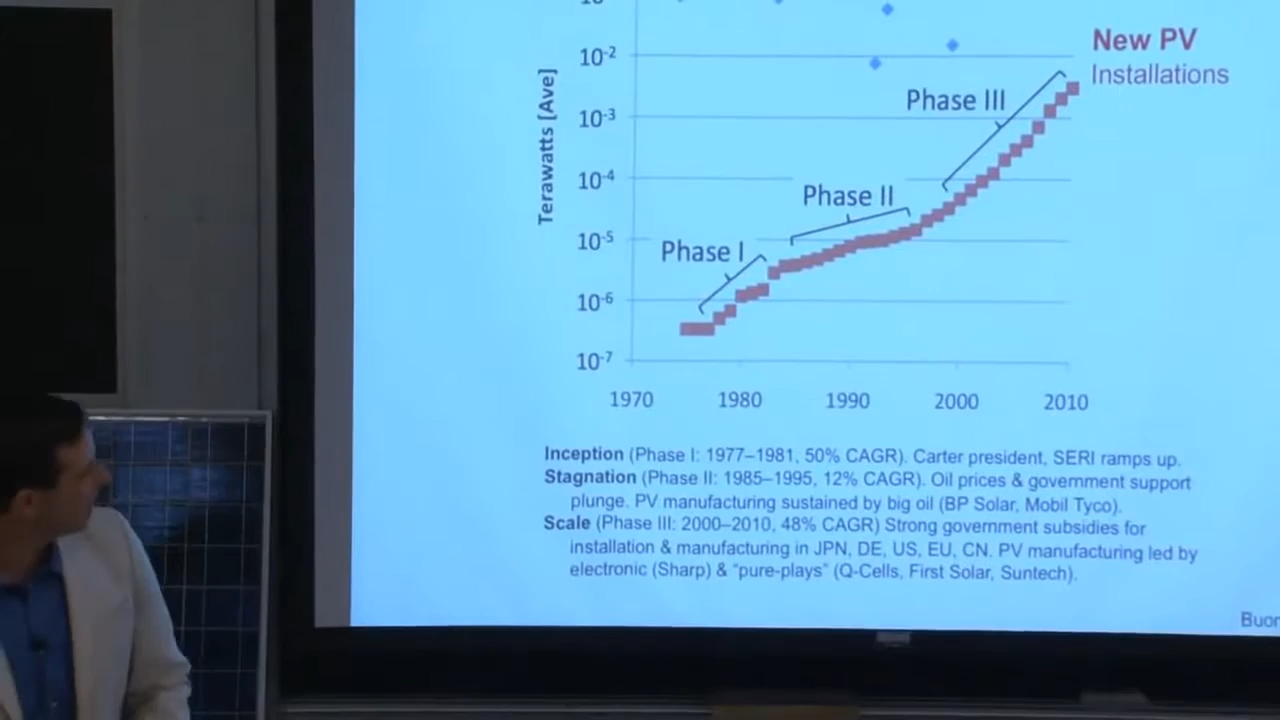 New PV
Installations
Terawatts [Ave]
10-2
10-3
10-4
10-5
10-6
10-7
Phase III
Phase II
Phase I
1970 1980 1990 2000 2010
Inception (Phase I: 1977–1981, 50% CAGR). Carter president, SERI ramps up.
Stagnation (Phase II: 1985–1995, 12% CAGR). Oil prices & government support
plunge. PV manufacturing sustained by big oil (BP Solar, Mobil Tyco).
Scale (Phase III: 2000–2010, 48% CAGR) Strong government subsidies for
installation & manufacturing in JPN, DE, US, EU, CN. PV manufacturing led by
electronic (Sharp) & “pure-plays” (Q-Cells, First Solar, Suntech).